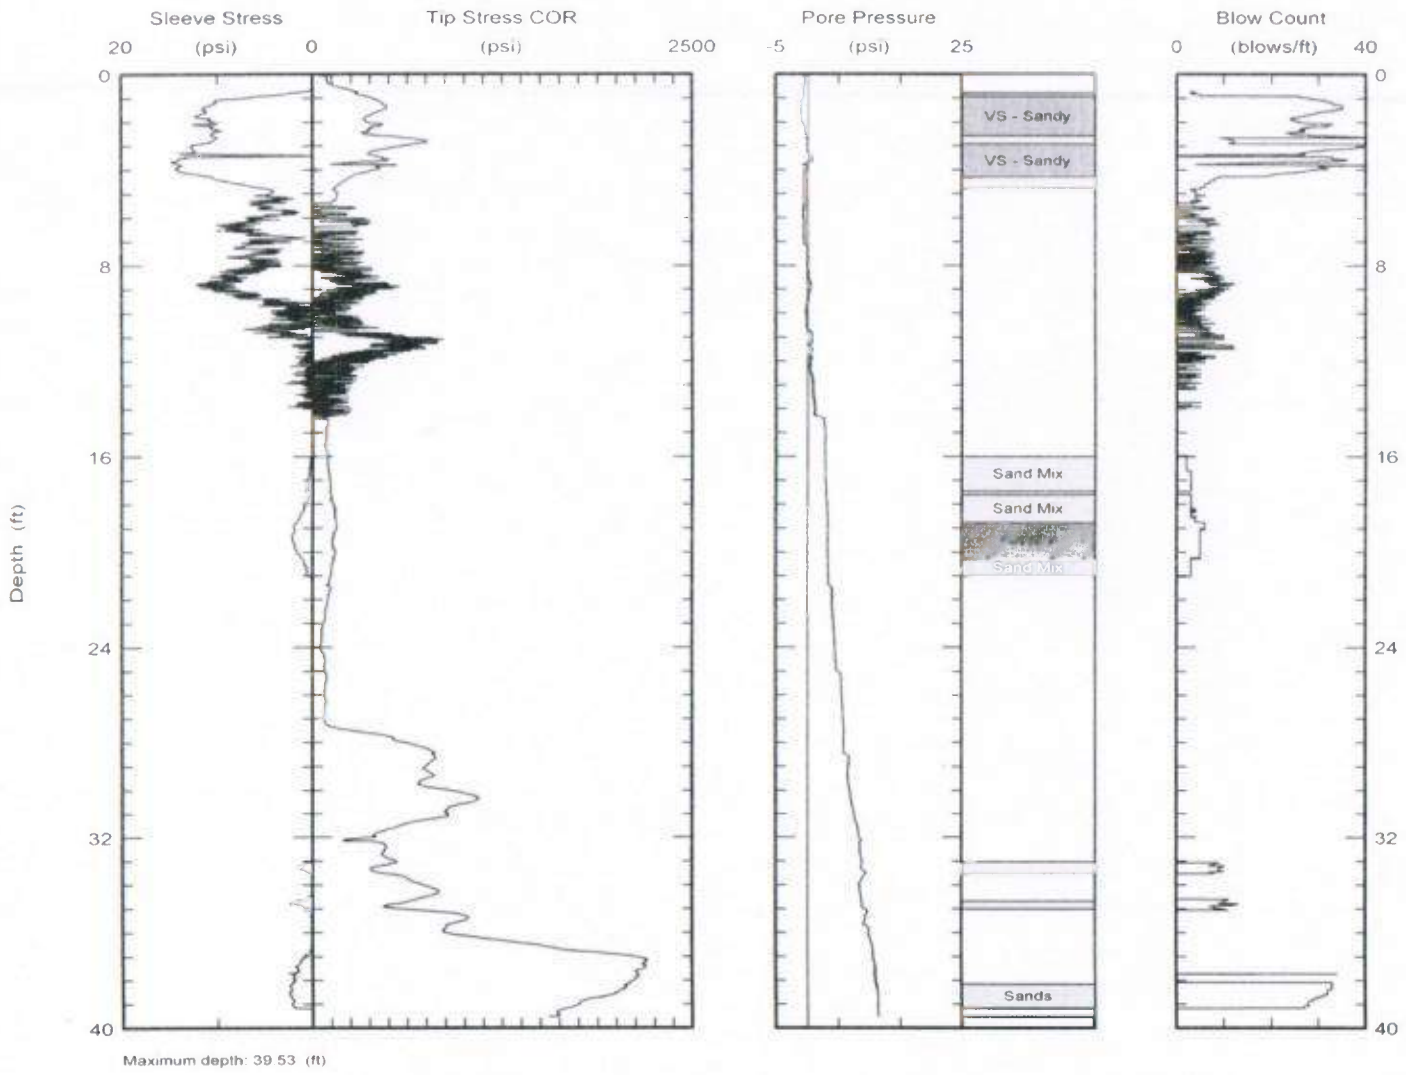 Sleeve Stress Tip Stress COR Pore Pressure Blow Count
20 (psi) 0 (psi) 2500 -5 (psi) 25 0 (blows/ft) 40
0 0
VS - Sandy
VS - Sandy
8 8
16 16
Sand Mix
Sand Mix
Sand Mix
Depth (ft)
24 24
32 32
Sands
40 40
Maximum depth: 39.53 (ft)